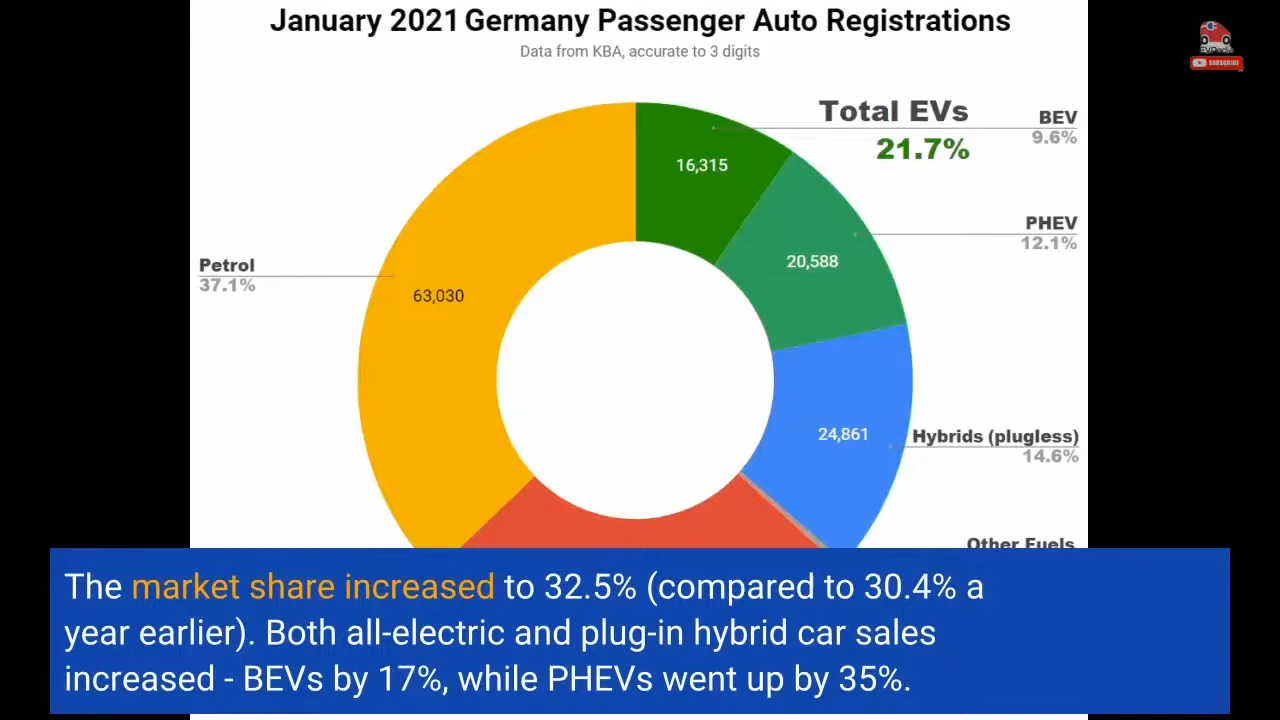 January 2021 Germany Passenger Auto Registrations
Data from KBA, accurate to 3 digits
SUBSCRIBE
Total EVs
21.7%
BEV
9.6%
16,315
PHEV
12.1%
20,588
Petrol
37.1%
63,030
24,861
Hybrids (plugless)
14.6%
Other Fuels
The market share increased to 32.5% (compared to 30.4% a
year earlier). Both all-electric and plug-in hybrid car sales
increased - BEVs by 17%, while PHEVs went up by 35%.